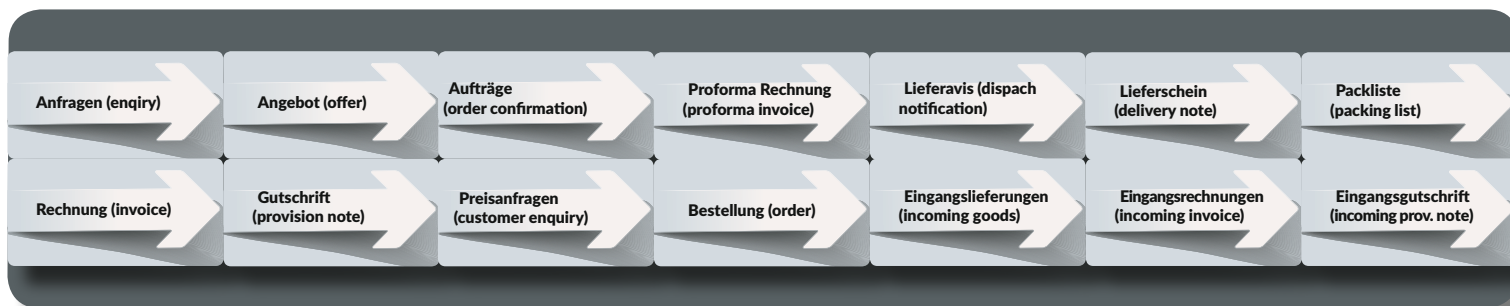 Anfragen (enqiry)
Angebot (offer)
Aufträge
(order confirmation)
Proforma Rechnung
(proforma invoice)
Lieferavis (dispach
notification)
Lieferschein
(delivery note)
Packliste
(packing list)
Rechnung (invoice)
Gutschrift
(provision note)
Preisanfragen
(customer enquiry)
Bestellung (order)
Eingangslieferungen
(incoming goods)
Eingangsrechnungen
(incoming invoice)
Eingangsgutschrift
(incoming prov. note)